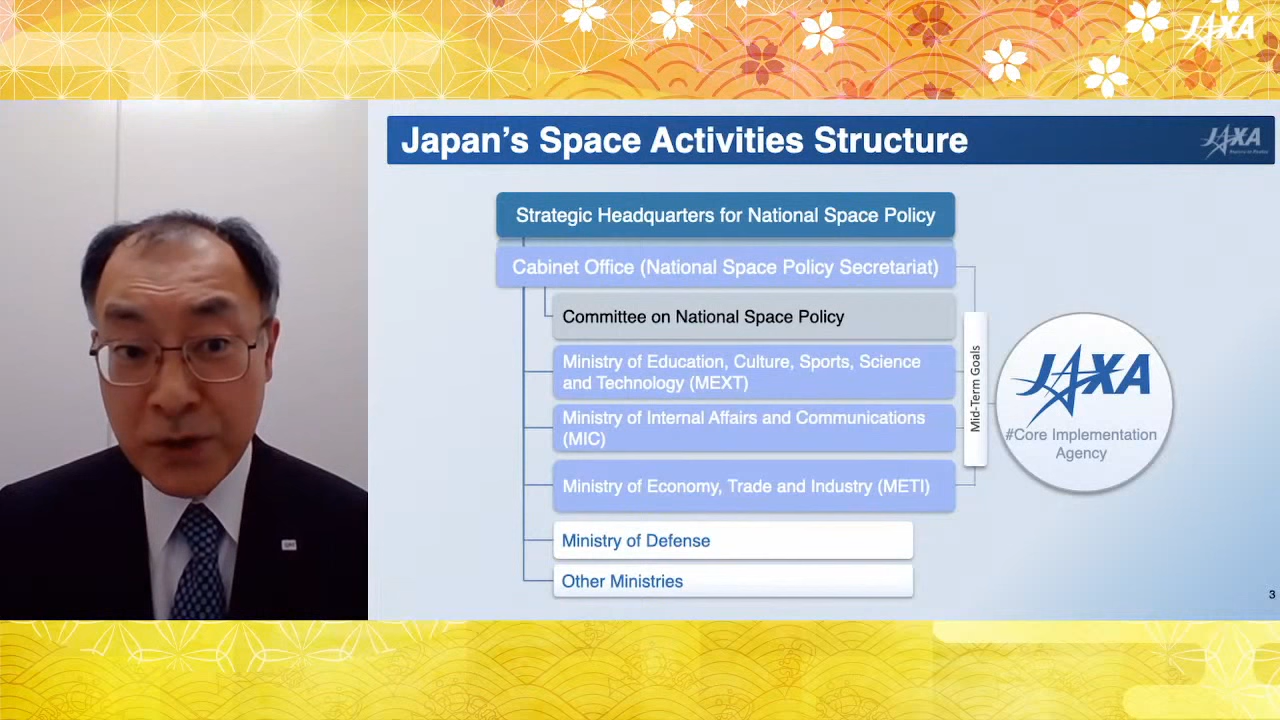 JAXA
Japan's Space Activities Structure
JAXA
Strategic Headquarters for National Space Policy
Cabinet Office (National Space Policy Secretariat)
Committee on National Space Policy
Ministry of Education, Culture, Sports, Science
and Technology (MEXT)
Ministry of Internal Affairs and Communications
(MIC)
Ministry of Economy, Trade and Industry (METI)
Ministry of Defense
Other Ministries
Mid-Term Goals
JAXA
#Core Implementation
Agency
3